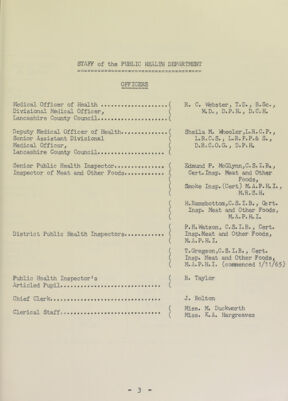 STAFF of the PUBLIC HEALTH DEPARTMENT
OFFICERS
Medical Officer of Health ..................( R. C. Webster, T.D., B.Sc.,
Divisional Medical Officer, ( M.D., D.P.H., D.C.H.
Lancashire County Council...................(
Deputy Medical Officer of Health............( Sheila M. Wheeler, L.R.C.P.,
Senior Assistant Divisional ( L.R.C.S., L.R.F.P.& S.,
Medical Officer, ( D.R.C.O.G., D.P.H.
Lancashire County Council...................(
Senior Public Health Inspector..............( Edmund P. McGlynn, C.S.I.B.,
Inspector of Meat and Other Foods...........( Cert.Insp. Meat and Other
Foods,
Smoke Insp.(Cert) M.A.P.H.I.,
M.R.S.H.
H.Ramsbottom, C.S.I.B., Cert.
Insp. Meat and Other Foods,
M.A.P.H.I.
District Public Health Inspectors...........( P.H.Watson, C.S.I.B., Cert.
Insp.Meat and Other Foods,
M.A.P.H.I.
T.Gregson, C.S.I.B., Cert.
Insp. Meat and Other Foods,
M.A.P.H.I. (commenced 1/11/65)
Public Health Inspector's ( H. Taylor
Articled Pupil..............................(
Chief Clerk................................. J. Holton
Clerical Staff..............................( Miss. M. Duckworth
( Miss. K.A. Hargreaves
- 3 -